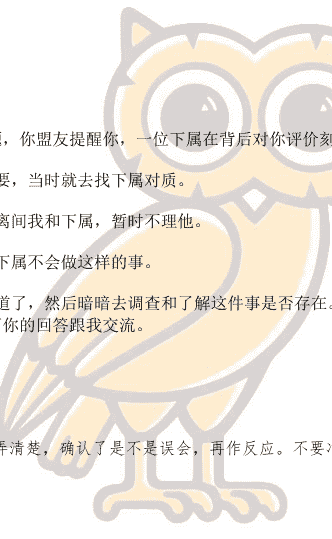 ，你盟友提醒你，一位下属在背后对你评价刻
要，当时就去找下属对质。
离间我和下属，暂时不理他。
下属不会做这样的事。
道了，然后暗暗去调查和了解这件事是否存在。
你的回答跟我交流。
弄清楚，确认了是不是误会，再作反应。不要